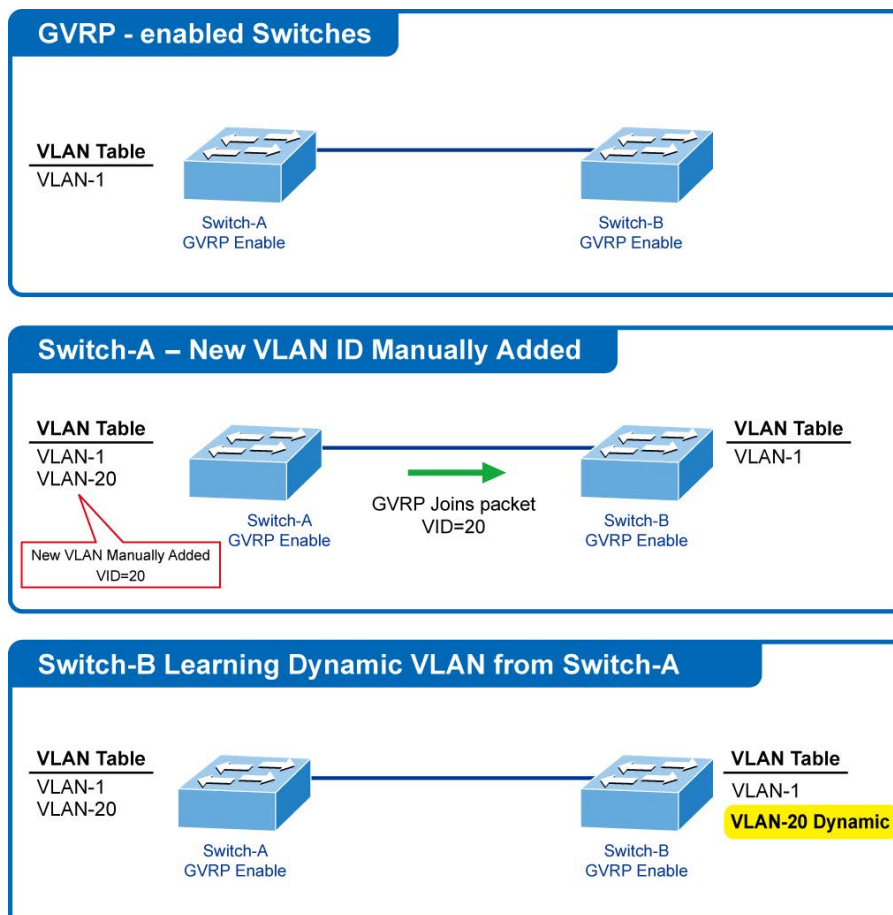 GVRP - enabled Switches
VLAN Table
VLAN-1
Switch-A
GVRP Enable
Switch-B
GVRP Enable
Switch-A – New VLAN ID Manually Added
VLAN Table
VLAN-1
VLAN-20
New VLAN Manually Added
VID=20
Switch-A
GVRP Enable
GVRP Joins packet
VID=20
Switch-B
GVRP Enable
VLAN Table
VLAN-1
Switch-B Learning Dynamic VLAN from Switch-A
VLAN Table
VLAN-1
VLAN-20
Switch-A
GVRP Enable
Switch-B
GVRP Enable
VLAN Table
VLAN-1
VLAN-20 Dynamic